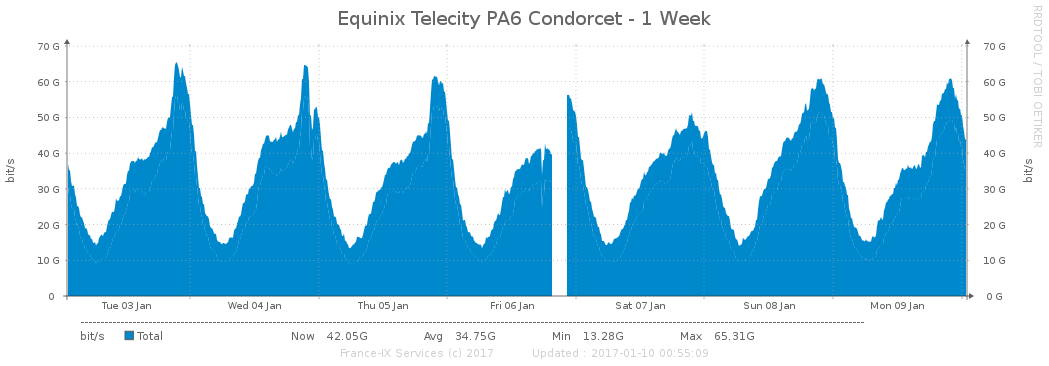 Equinix Telecity PA6 Condorcet - 1 Week
RRDTOOL / TOBI OETIKER
70 G 70 G
60 G 60 G
50 G 50 G
40 G 40 G
30 G 30 G
20 G 20 G
10 G 10 G
0 0 G
bit/s
bit/s
Tue 03 Jan Wed 04 Jan Thu 05 Jan Fri 06 Jan Sat 07 Jan Sun 08 Jan Mon 09 Jan
bit/s Total Now 42.05G Avg 34.75G Min 13.28G Max 65.31G
France-IX Services (c) 2017 Updated : 2017-01-10 00:55:09